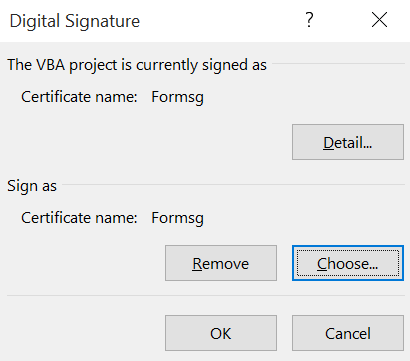 Digital Signature ?
The VBA project is currently signed as
Certificate name: Formsg
Detail...
Sign as
Certificate name: Formsg
Remove Choose...
OK Cancel